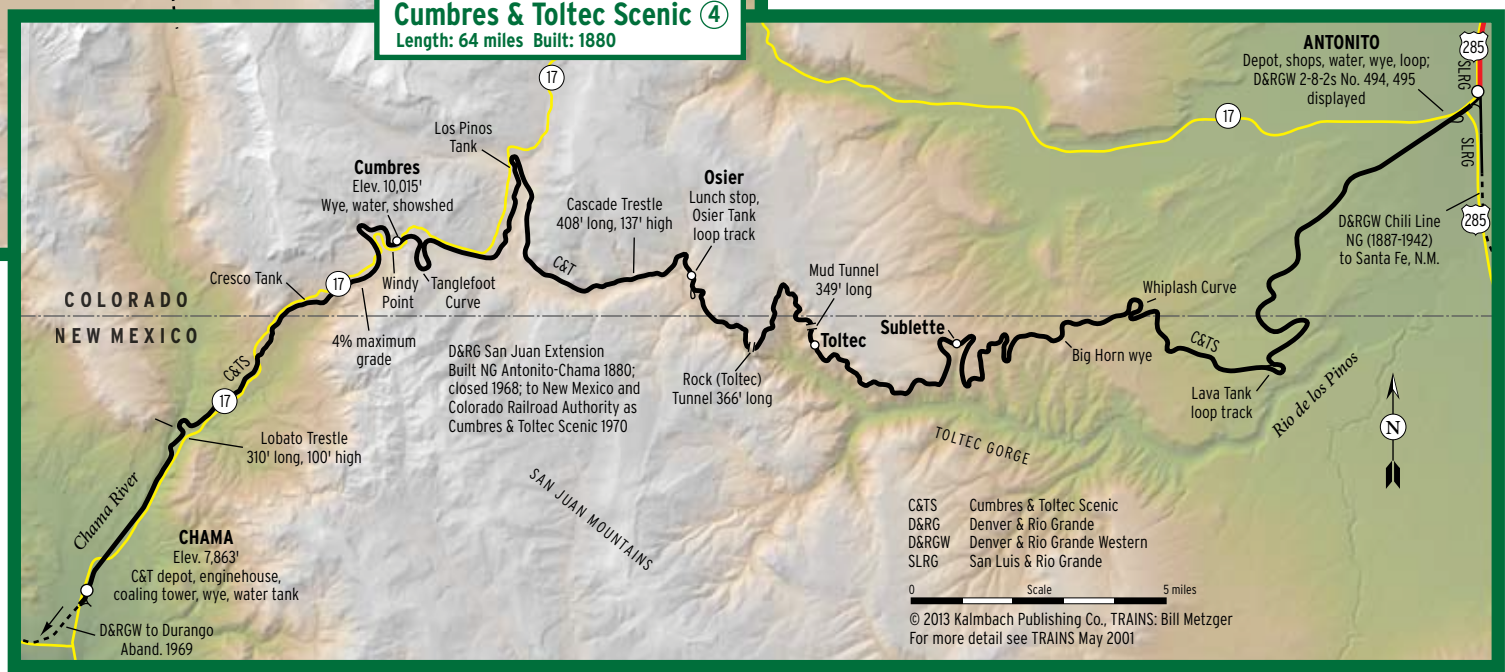 Cumbres & Toltec Scenic 4
Length: 64 miles Built: 1880
17
ANTONITO
Depot, shops, water, wye, loop;
D&RGW 2-8-2s No. 494, 495
displayed
285
SLRG
17
SLRG
285
D&RGW Chili Line
NG (1887-1942)
to Santa Fe, N.M.
Los Pinos
Tank
Cumbres
Elev. 10,015'
Wye, water, showshed
Cascade Trestle
408' long, 137' high
Osier
Lunch stop,
Osier Tank
loop track
C&T
Mud Tunnel
349' long
Toltec
Sublette
Whiplash Curve
Big Horn wye
C&TS
Lava Tank
loop track
Rio de los Pinos
Cresco Tank
17
Windy
Point
Tanglefoot
Curve
COLORADO
NEW MEXICO
4% maximum
grade
C&TS
17
D&RG San Juan Extension
Built NG Antonito-Chama 1880;
closed 1968; to New Mexico and
Colorado Railroad Authority as
Cumbres & Toltec Scenic 1970
Rock (Toltec)
Tunnel 366' long
Lobato Trestle
310' long, 100' high
TOLTEC GORGE
N
SAN JUAN MOUNTAINS
Chama River
CHAMA
Elev. 7,863'
C&T depot, enginehouse,
coaling tower, wye, water tank
D&RGW to Durango
Aband. 1969
C&TS Cumbres & Toltec Scenic
D&RG Denver & Rio Grande
D&RGW Denver & Rio Grande Western
SLRG San Luis & Rio Grande
0 Scale 5 miles
© 2013 Kalmbach Publishing Co., TRAINS: Bill Metzger
For more detail see TRAINS May 2001